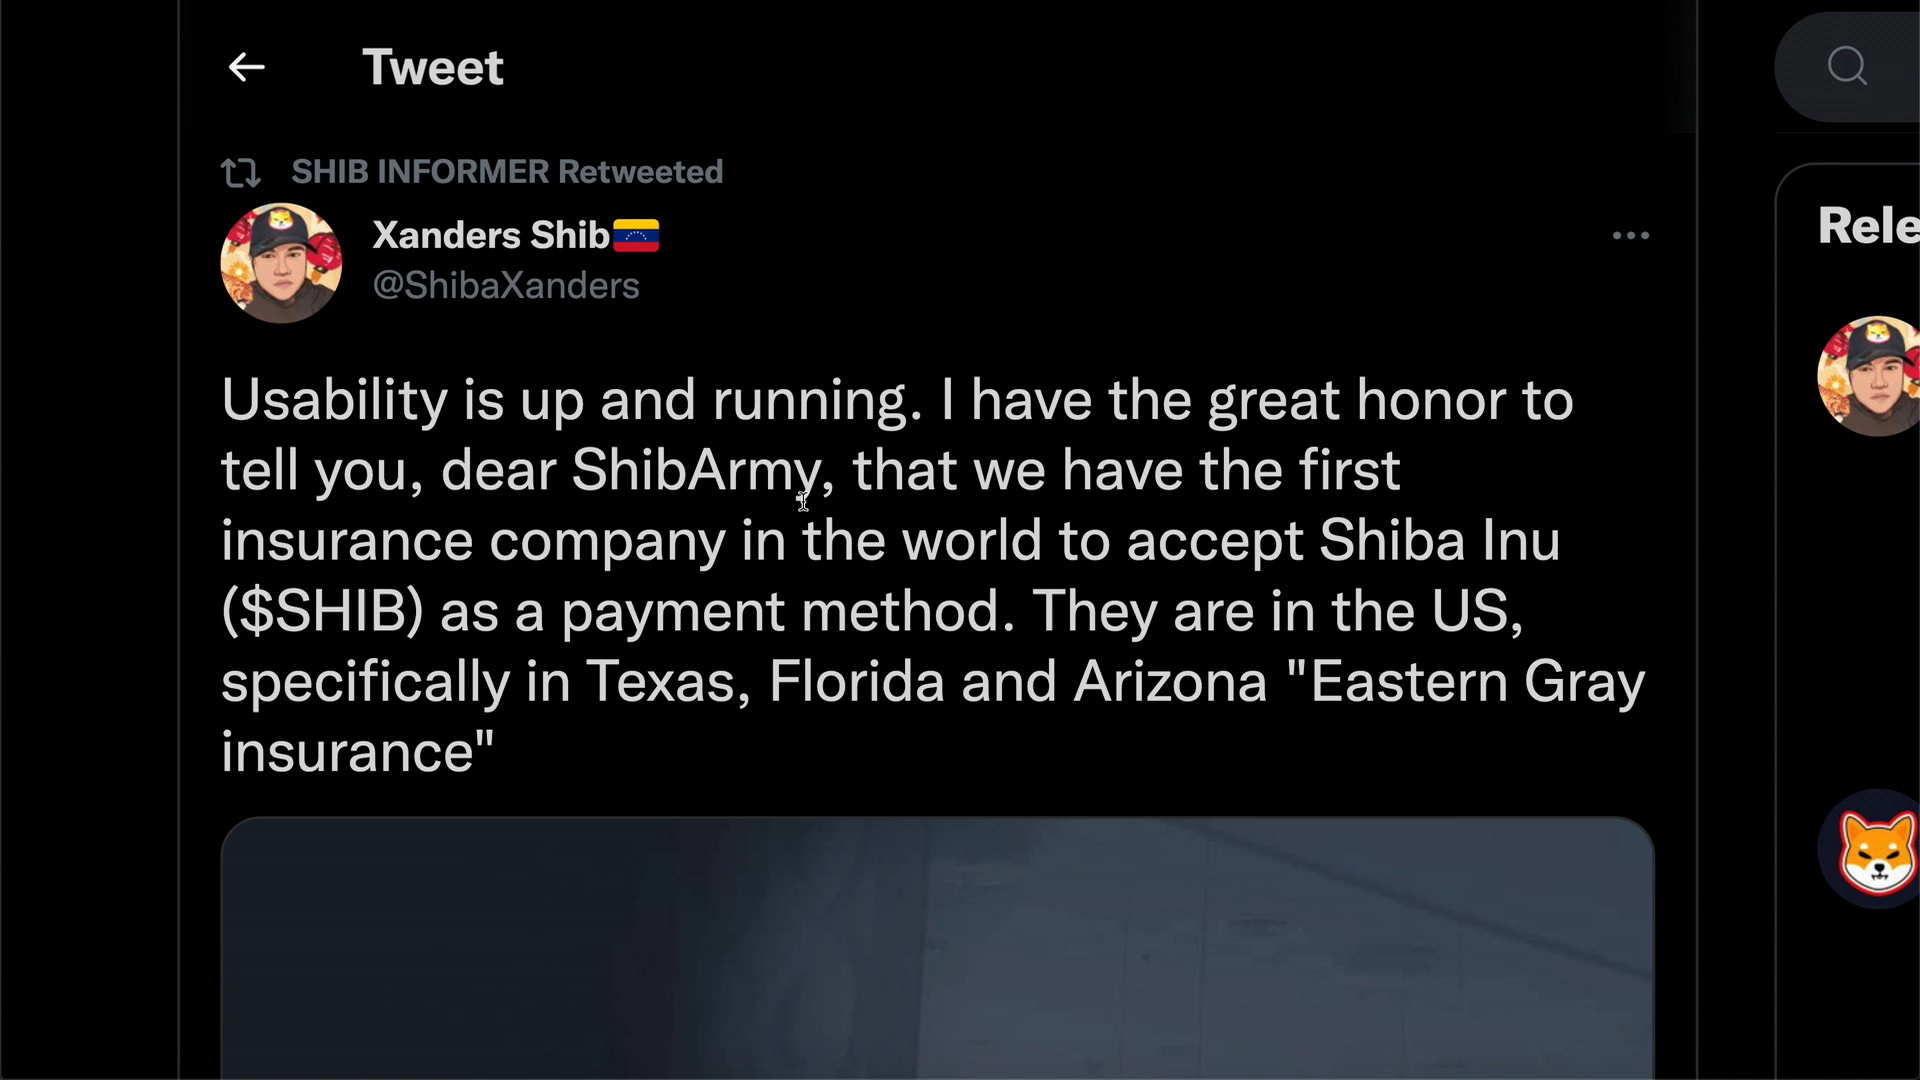 Tweet
SHIB INFORMER Retweeted
Xanders Shib
@ShibaXanders
Usability is up and running. I have the great honor to
tell you, dear ShibArmy, that we have the first
insurance company in the world to accept Shiba Inu
($SHIB) as a payment method. They are in the US,
specifically in Texas, Florida and Arizona "Eastern Gray
insurance"
Rele